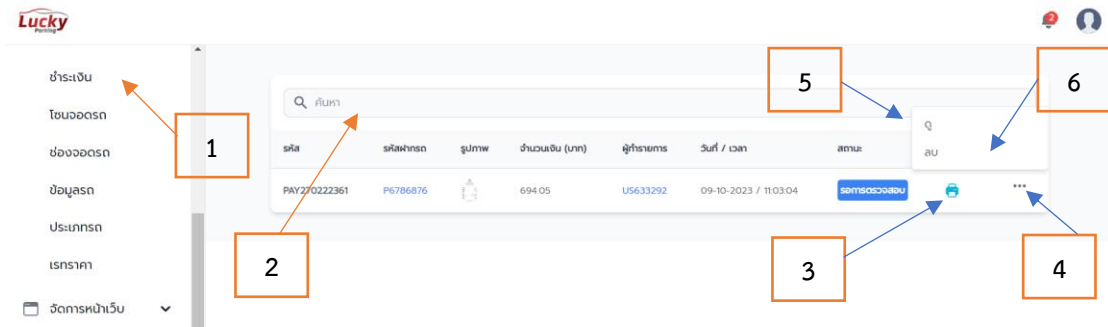 Lucky
Parking
2
ชำระเงิน
โซนจอดรถ
ช่องจอดรถ
ข้อมูลรถ
ประเภทรถ
เรทราคา
จัดการหน้าเว็บ
1
ค้นหา
5
6
ดู
ลบ
รหัส รหัสฝากรถ รูปภาพ จำนวนเงิน (บาท) ผู้ทำรายการ วันที่ / เวลา สถานะ
PAY270222361 P6786876 694.05 US633292 09-10-2023 / 11:03:04 รอการตรวจสอบ
2
3
4